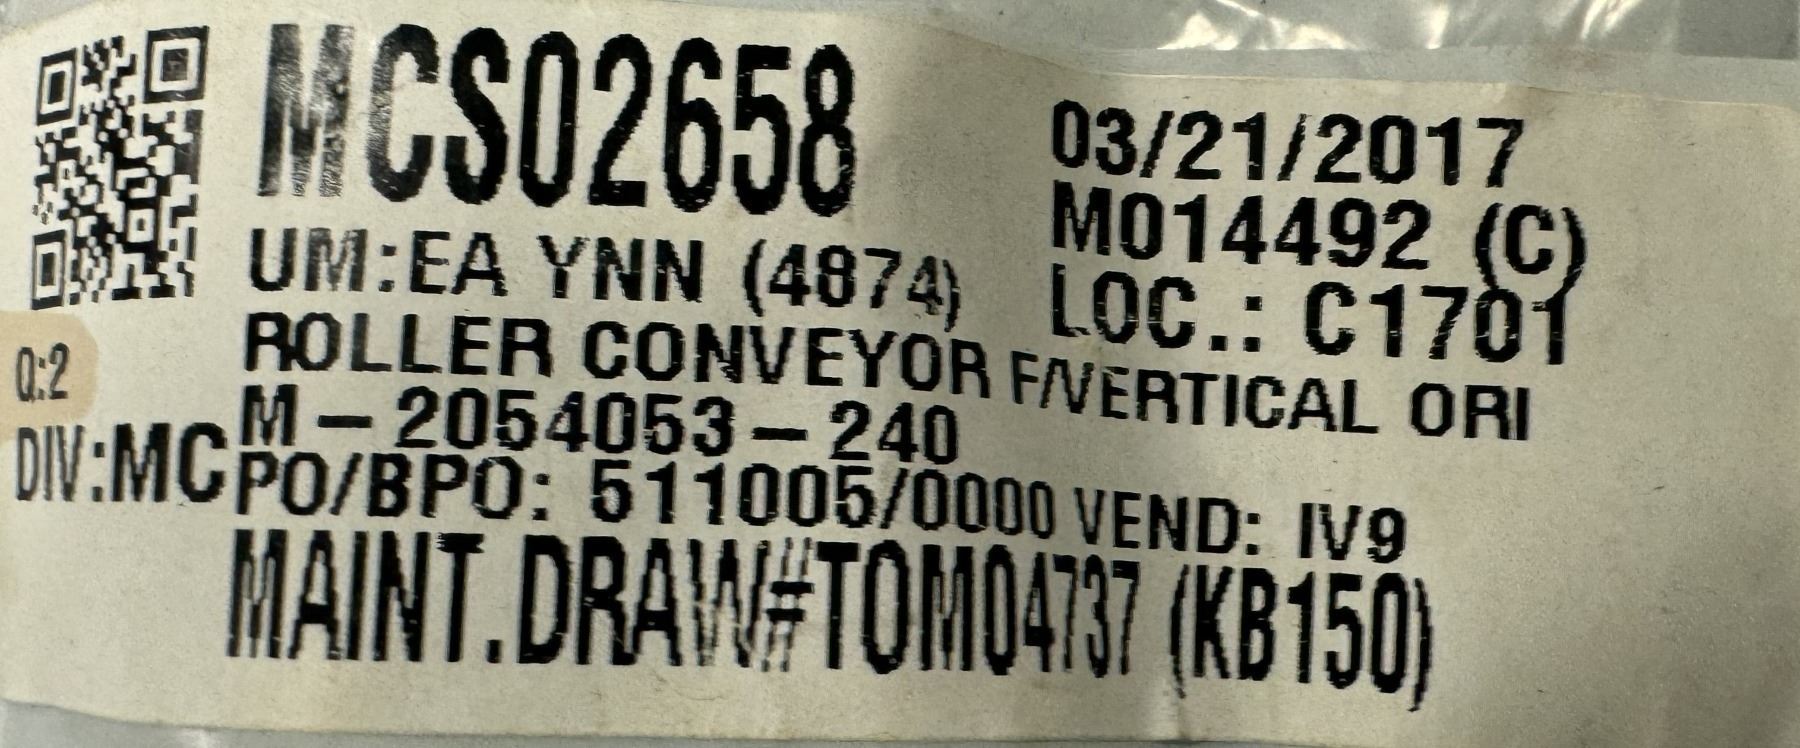 MCS02658
03/21/2017
M014492 (C)
UM:EA YNN (4874)
LOC.: C1701
ROLLER CONVEYOR F/VERTICAL ORI
Q:2
M-2054053-240
DIV:MC
PO/BPO: 511005/0000 VEND: IV9
MAINT.DRAW#TOM04737 (KB150)